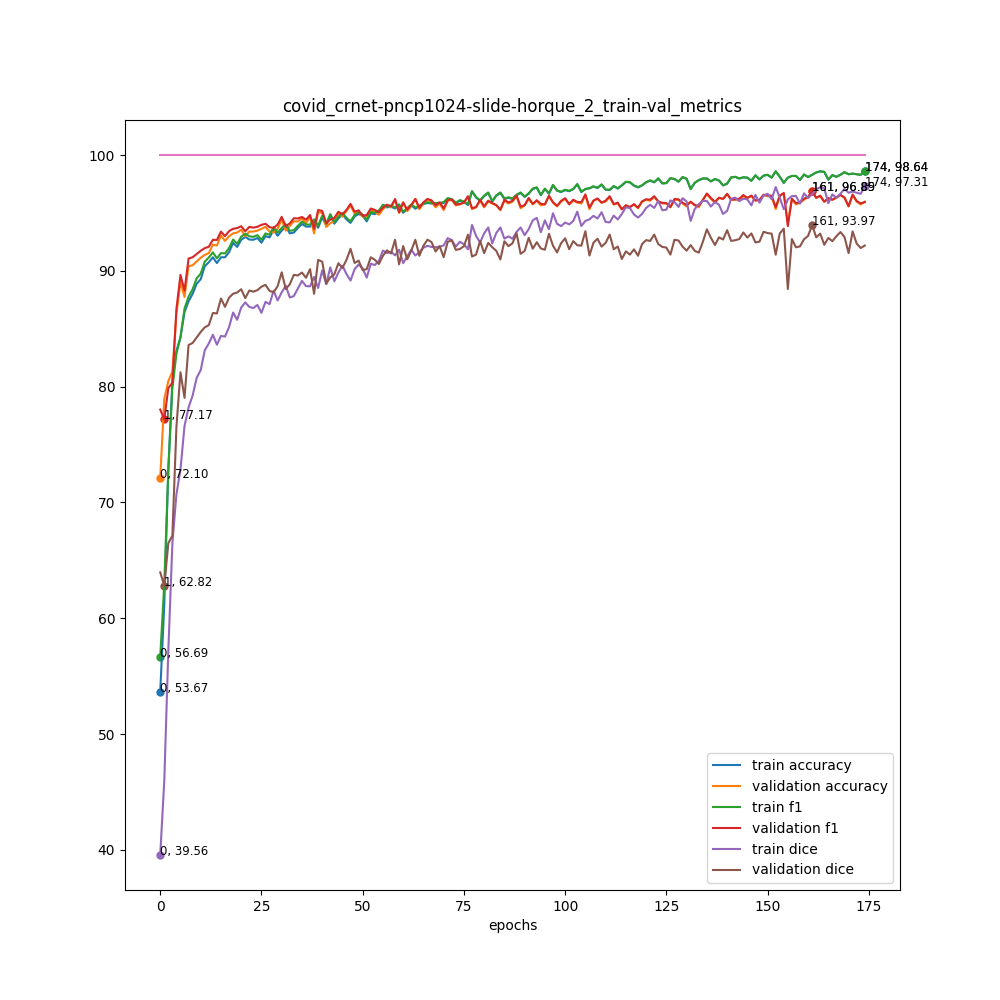 covid_crnet-pncp1024-slide-horque_2_train-val_metrics
100
174, 98.64
174, 97.31
161, 93.97
90
80
1, 77.17
0, 72.10
70
1, 62.82
60
0, 56.69
0, 53.67
50
40
0, 39.56
train accuracy
validation accuracy
train f1
validation f1
train dice
validation dice
0 25 50 75 100 125 150 175
epochs